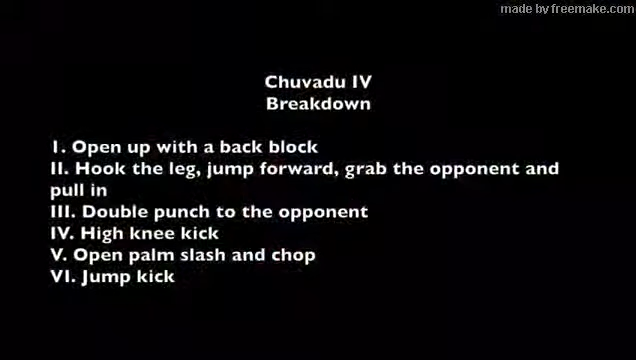 made by freemake.com
Chuvadu IV
Breakdown
I. Open up with a back block
II. Hook the leg, jump forward, grab the opponent and
pull in
III. Double punch to the opponent
IV. High knee kick
V. Open palm slash and chop
VI. Jump kick